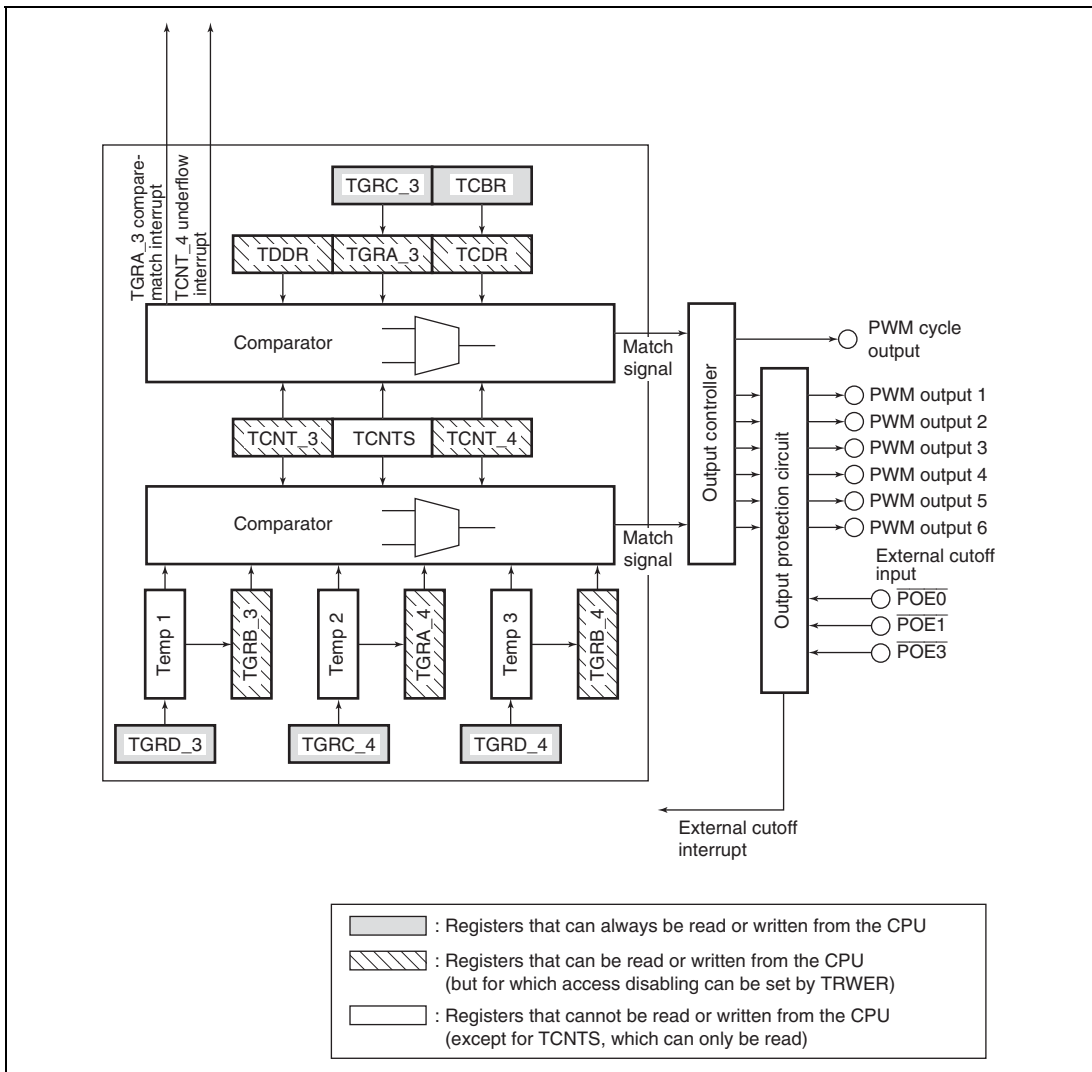 TGRA_3 compare-
match interrupt
TCNT_4 underflow
interrupt
TGRC_3
TCBR
TDDR
TGRA_3
TCDR
Comparator
Match
signal
TCNT_3
TCNTS
TCNT_4
Comparator
Match
signal
Temp 1
TGRB_3
Temp 2
TGRA_4
Temp 3
TGRB_4
TGRD_3
TGRC_4
TGRD_4
Output controller
Output protection circuit
PWM cycle
output
PWM output 1
PWM output 2
PWM output 3
PWM output 4
PWM output 5
PWM output 6
External cutoff
input
POE0
POE1
POE3
External cutoff
interrupt
: Registers that can always be read or written from the CPU
: Registers that can be read or written from the CPU
(but for which access disabling can be set by TRWER)
: Registers that cannot be read or written from the CPU
(except for TCNTS, which can only be read)